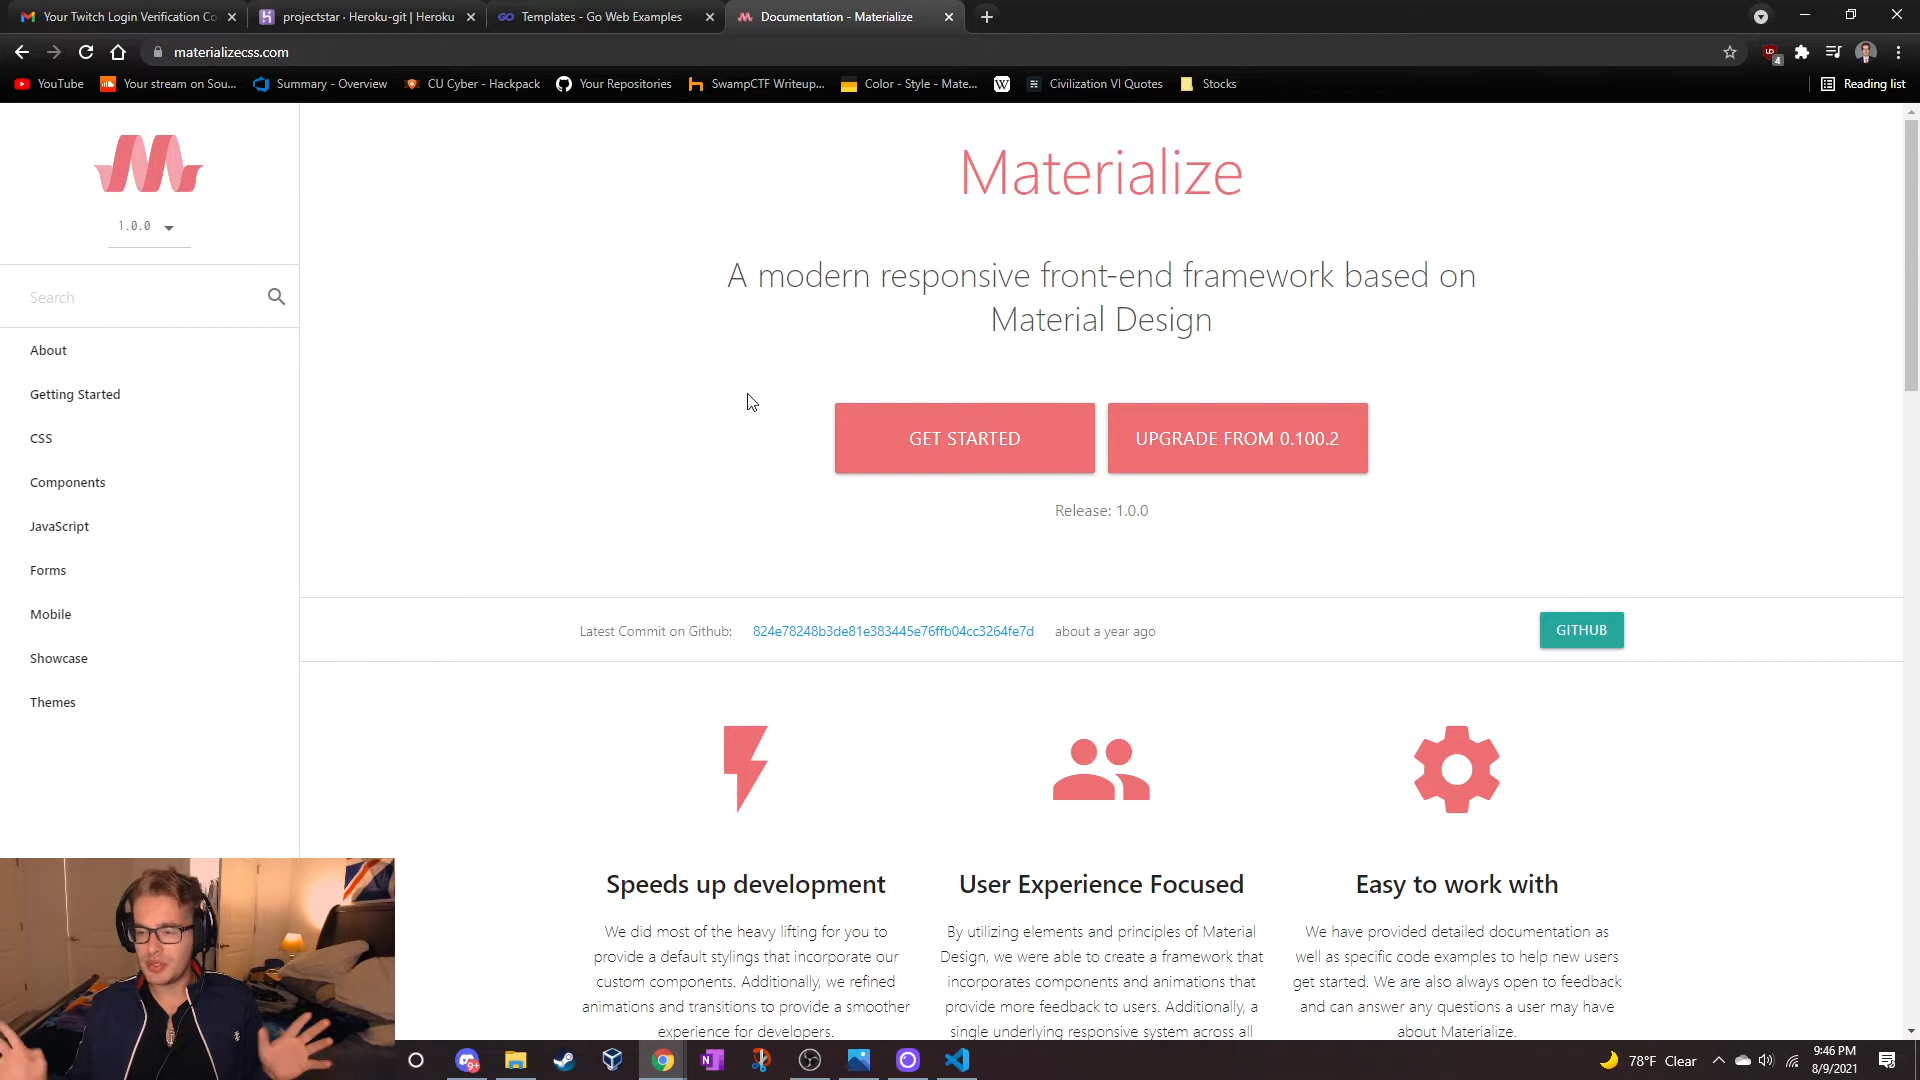 Your Twitch Login Verification Co
projectstar · Heroku-git | Heroku
Templates - Go Web Examples
Documentation - Materialize
materializecss.com
4
YouTube
Your stream on Sou...
Summary - Overview
CU Cyber - Hackpack
Your Repositories
SwampCTF Writeup...
Color - Style - Mate...
W
Civilization VI Quotes
Stocks
Reading list
1.0.0
Search
About
Getting Started
CSS
Components
JavaScript
Forms
Mobile
Showcase
Themes
Materialize
A modern responsive front-end framework based on
Material Design
GET STARTED
UPGRADE FROM 0.100.2
Release: 1.0.0
Latest Commit on Github: 824e78248b3de81e383445e76ffb04cc3264fe7d about a year ago
GITHUB
Speeds up development
We did most of the heavy lifting for you to
provide a default stylings that incorporate our
custom components. Additionally, we refined
animations and transitions to provide a smoother
experience for developers.
User Experience Focused
By utilizing elements and principles of Material
Design, we were able to create a framework that
incorporates components and animations that
provide more feedback to users. Additionally, a
single underlying responsive system across all
Easy to work with
We have provided detailed documentation as
well as specific code examples to help new users
get started. We are also always open to feedback
and can answer any questions a user may have
about Materialize.
9+
N
78°F Clear
9:46 PM
8/9/2021